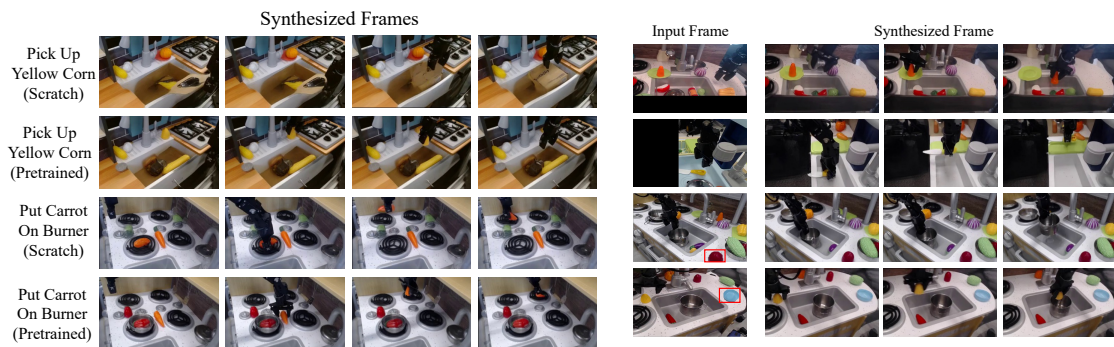 Synthesized Frames
Pick Up
Yellow Corn
(Scratch)
Pick Up
Yellow Corn
(Pretrained)
Put Carrot
On Burner
(Scratch)
Put Carrot
On Burner
(Pretrained)
Input Frame
Synthesized Frame